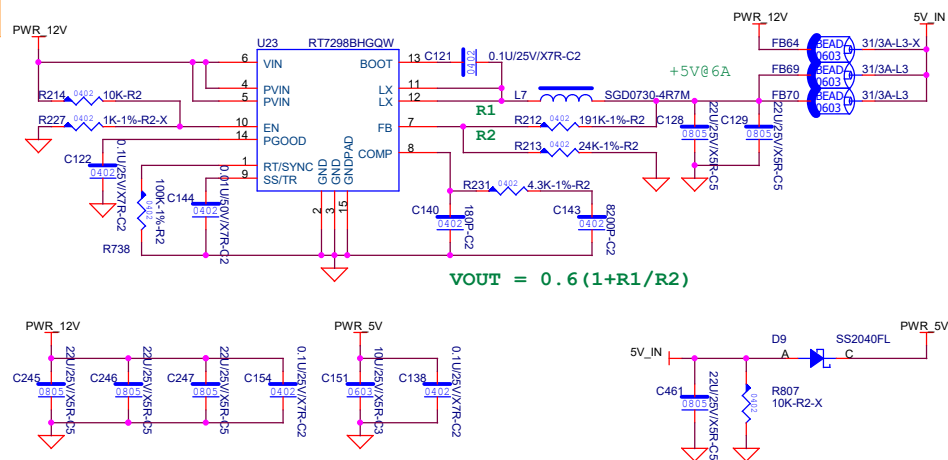 PWR_12V
U23 RT7298BHGQW
6 VIN
4 PVIN
5 PVIN
10 EN
14 PGOOD
1 RT/SYNC
9 SS/TR
BOOT 13
LX 11
LX 12
FB 7
COMP 8
GND 2
GND 3
GNDPAD 15
R214 0402 10K-R2
R227 0402 1K-1%-R2-X
C122 0402 0.1U/25V/X7R-C2
R738 0402 100K-1%-R2
C144 0402 0.01U/50V/X7R-C2
C121 0402 0.1U/25V/X7R-C2
L7 SGD0730-4R7M
R1
R212 0402 191K-1%-R2
R2
R213 0402 24K-1%-R2
R231 0402 4.3K-1%-R2
C140 0402 180P-C2
C143 0402 8200P-C2
+5V@6A
C128 0805 22U/25V/X5R-C5
C129 0805 22U/25V/X5R-C5
PWR_12V
5V_IN
FB64 BEAD 0603 31/3A-L3-X
FB69 BEAD 0603 31/3A-L3
FB70 BEAD 0603 31/3A-L3
VOUT = 0.6(1+R1/R2)
PWR_12V
C245 0805 22U/25V/X5R-C5
C246 0805 22U/25V/X5R-C5
C247 0805 22U/25V/X5R-C5
C154 0402 0.1U/25V/X7R-C2
PWR_5V
C151 0603 10U/25V/X5R-C3
C138 0402 0.1U/25V/X7R-C2
5V_IN
D9 SS2040FL
A C
PWR_5V
C461 0805 22U/25V/X5R-C5
R807 0402 10K-R2-X